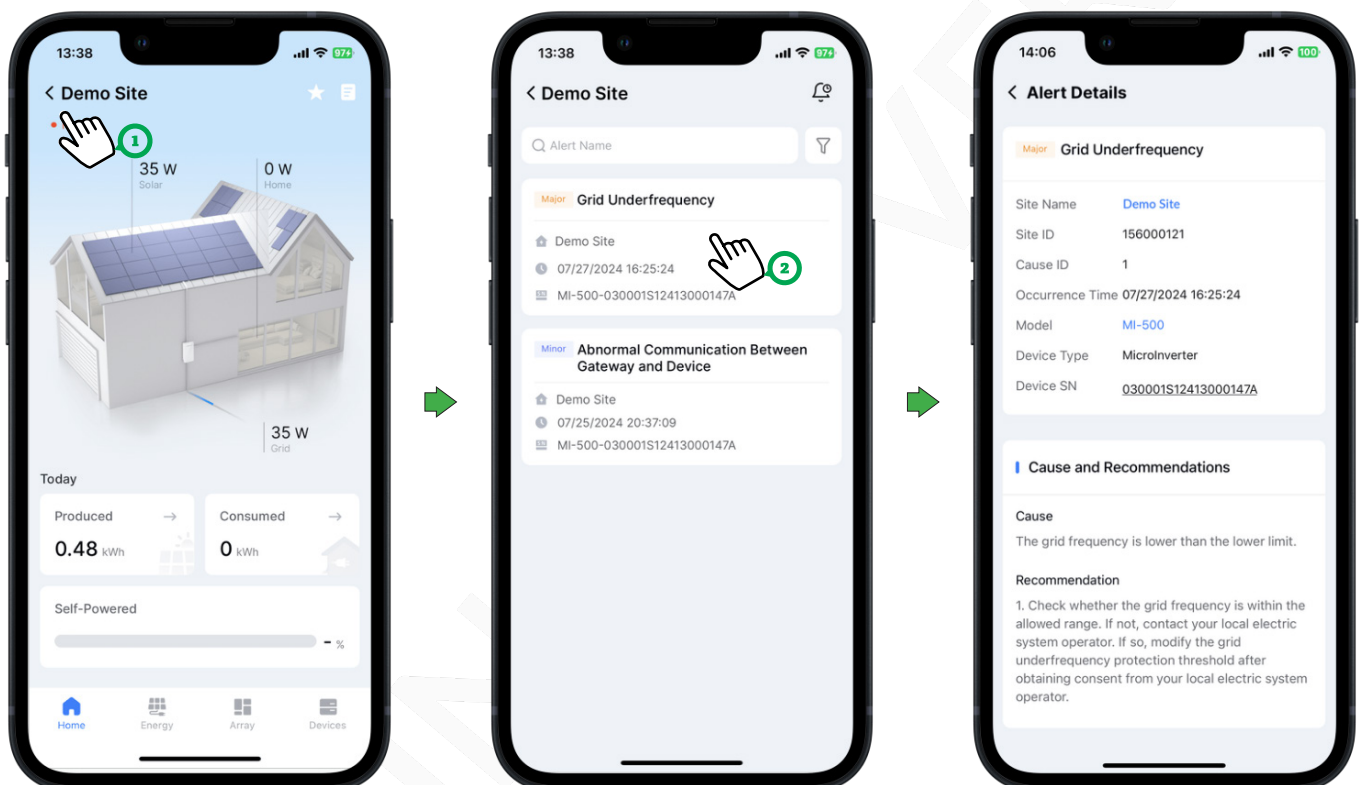 13:38
97
Demo Site
1
35 W
Solar
0 W
Home
35 W
Grid
Today
Produced →
0.48 kWh
Consumed →
0 kWh
Self-Powered
- %
Home
Energy
Array
Devices
13:38
97
Demo Site
Alert Name
Major Grid Underfrequency
Demo Site
07/27/2024 16:25:24
MI-500-030001S12413000147A
2
Minor Abnormal Communication Between
Gateway and Device
Demo Site
07/25/2024 20:37:09
MI-500-030001S12413000147A
14:06
100
Alert Details
Major Grid Underfrequency
Site Name Demo Site
Site ID 156000121
Cause ID 1
Occurrence Time 07/27/2024 16:25:24
Model MI-500
Device Type MicroInverter
Device SN 030001S12413000147A
Cause and Recommendations
Cause
The grid frequency is lower than the lower limit.
Recommendation
1. Check whether the grid frequency is within the
allowed range. If not, contact your local electric
system operator. If so, modify the grid
underfrequency protection threshold after
obtaining consent from your local electric system
operator.